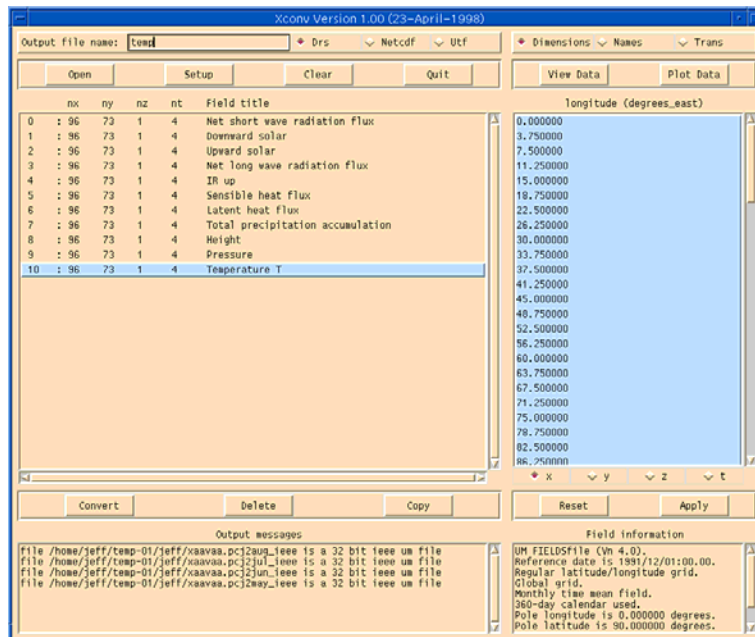 Xconv Version 1.00 (23-April-1998)
Output file name: temp Drs Netcdf Utf
Dimensions Names Trans
Open Setup Clear Quit
View Data Plot Data
nx ny nz nt Field title
0 : 96 73 1 4 Net short wave radiation flux
1 : 96 73 1 4 Downward solar
2 : 96 73 1 4 Upward solar
3 : 96 73 1 4 Net long wave radiation flux
4 : 96 73 1 4 IR up
5 : 96 73 1 4 Sensible heat flux
6 : 96 73 1 4 Latent heat flux
7 : 96 73 1 4 Total precipitation accumulation
8 : 96 73 1 4 Height
9 : 96 73 1 4 Pressure
10 : 96 73 1 4 Temperature T
longitude (degrees_east)
0.000000
3.750000
7.500000
11.250000
15.000000
18.750000
22.500000
26.250000
30.000000
33.750000
37.500000
41.250000
45.000000
48.750000
52.500000
56.250000
60.000000
63.750000
67.500000
71.250000
75.000000
78.750000
82.500000
86.250000
x y z t
Convert Delete Copy
Reset Apply
Output messages
file /home/jeff/temp-01/jeff/xaavaa.pcj2aug_ieee is a 32 bit ieee um file
file /home/jeff/temp-01/jeff/xaavaa.pcj2jul_ieee is a 32 bit ieee um file
file /home/jeff/temp-01/jeff/xaavaa.pcj2jun_ieee is a 32 bit ieee um file
file /home/jeff/temp-01/jeff/xaavaa.pcj2may_ieee is a 32 bit ieee um file
Field information
UM FIELDSfile (Vn 4.0).
Reference date is 1991/12/01:00.00.
Regular latitude/longitude grid.
Global grid.
Monthly time mean field.
360-day calendar used.
Pole longitude is 0.000000 degrees.
Pole latitude is 90.000000 degrees.